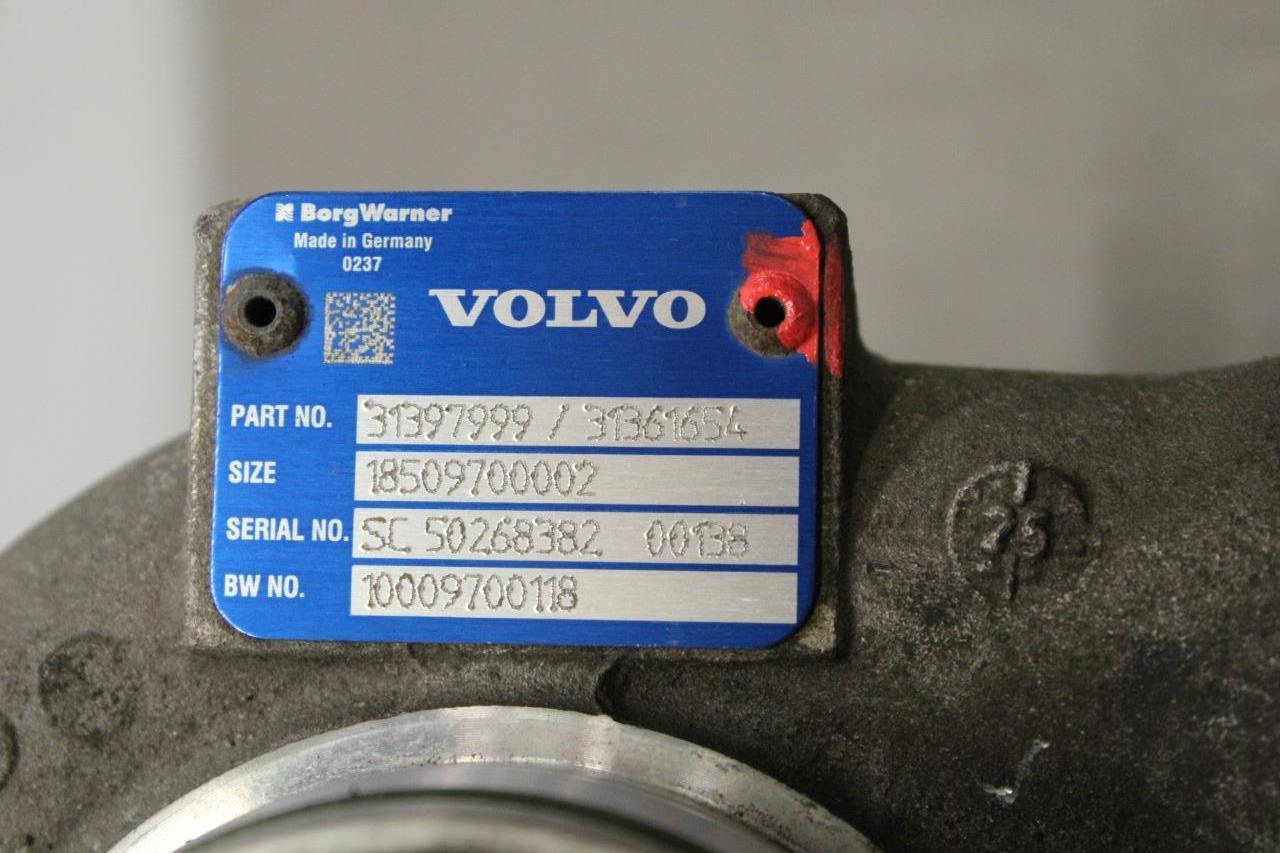 BorgWarner
Made in Germany
0237
VOLVO
PART NO. 31397999 / 31361654
SIZE 18509700002
SERIAL NO. SC 50268382 00138
BW NO. 10009700118